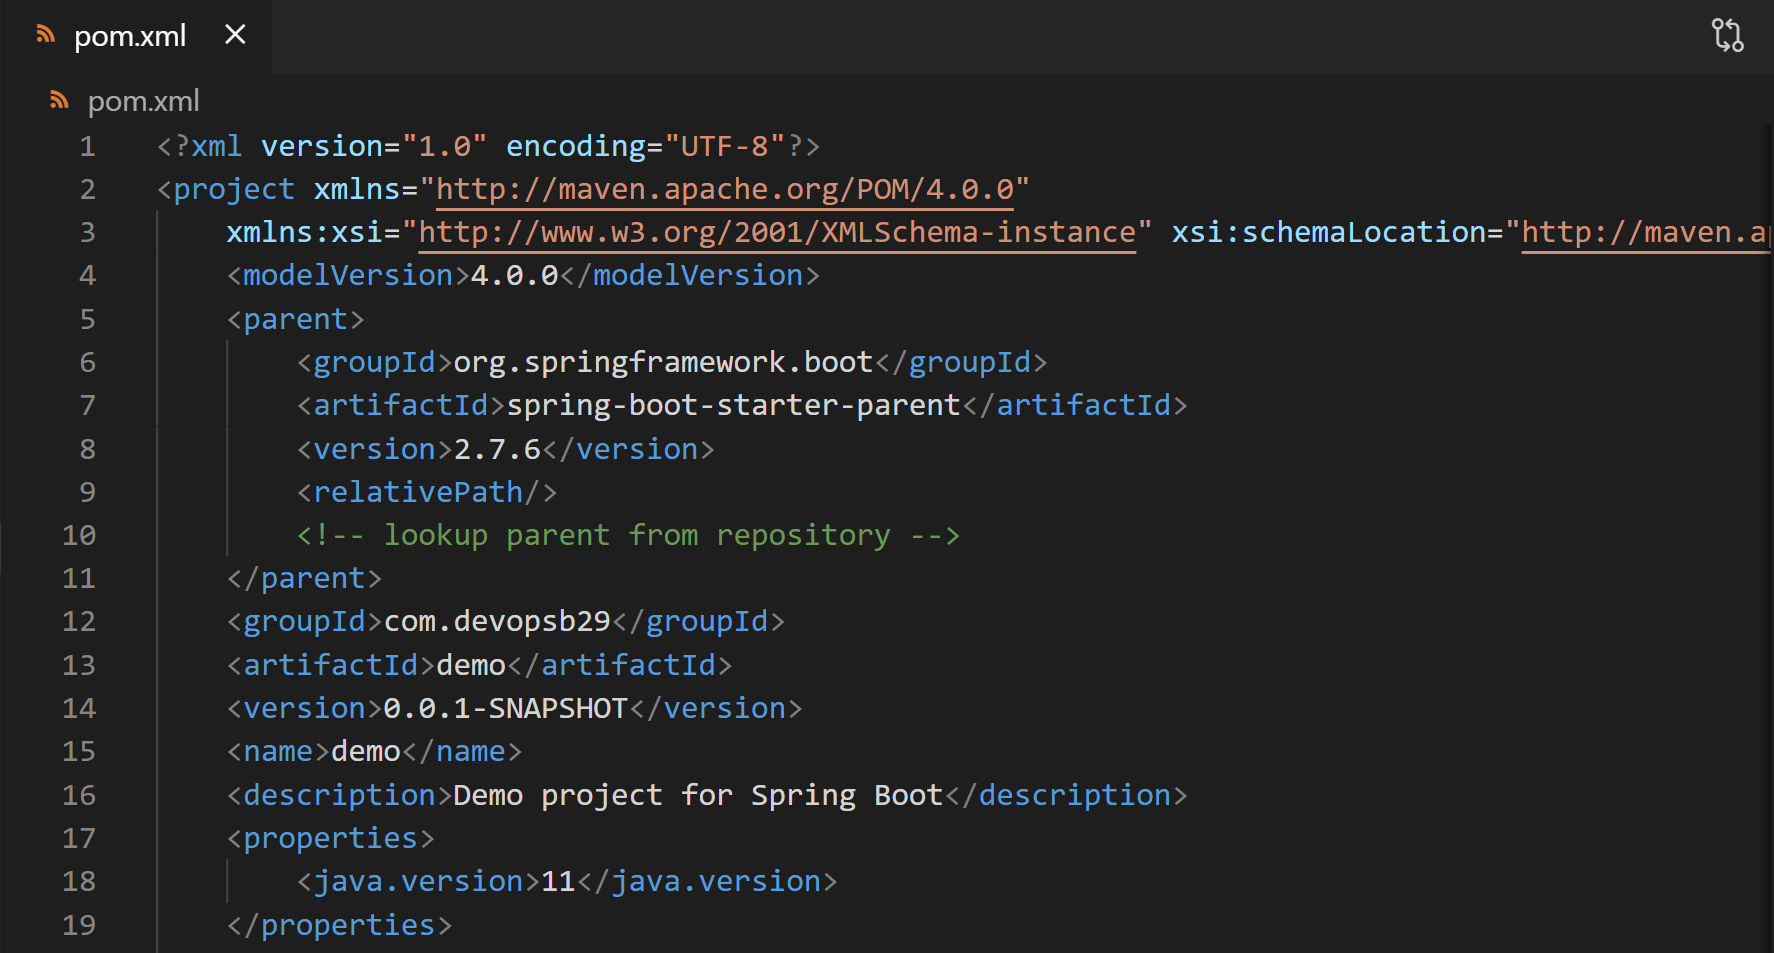 pom.xml
pom.xml
1 <?xml version="1.0" encoding="UTF-8"?>
2 <project xmlns="http://maven.apache.org/POM/4.0.0"
3 xmlns:xsi="http://www.w3.org/2001/XMLSchema-instance" xsi:schemaLocation="http://maven.a
4 <modelVersion>4.0.0</modelVersion>
5 <parent>
6 <groupId>org.springframework.boot</groupId>
7 <artifactId>spring-boot-starter-parent</artifactId>
8 <version>2.7.6</version>
9 <relativePath/>
10 <!-- lookup parent from repository -->
11 </parent>
12 <groupId>com.devopsb29</groupId>
13 <artifactId>demo</artifactId>
14 <version>0.0.1-SNAPSHOT</version>
15 <name>demo</name>
16 <description>Demo project for Spring Boot</description>
17 <properties>
18 <java.version>11</java.version>
19 </properties>